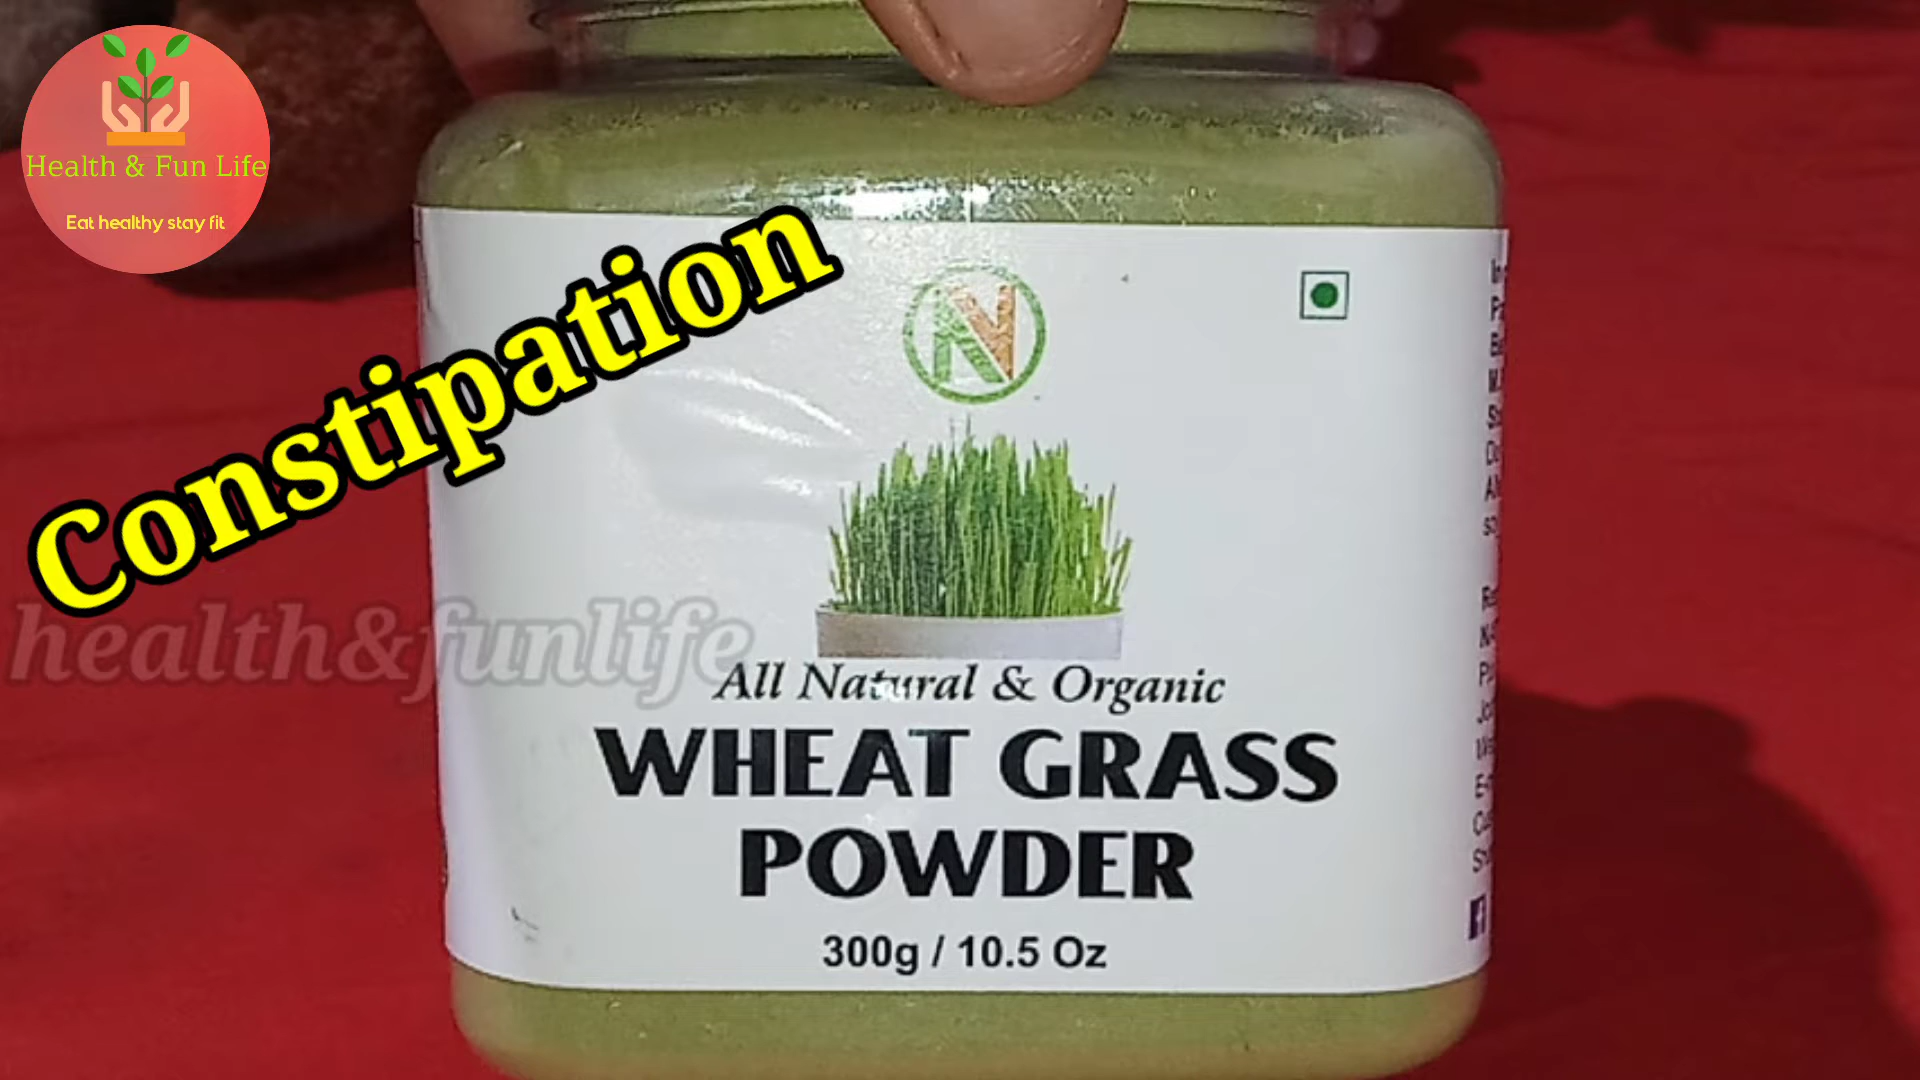 Health & Fun Life
Eat healthy stay fit
Constipation
health&funlife
All Natural & Organic
WHEAT GRASS
POWDER
300g / 10.5 Oz